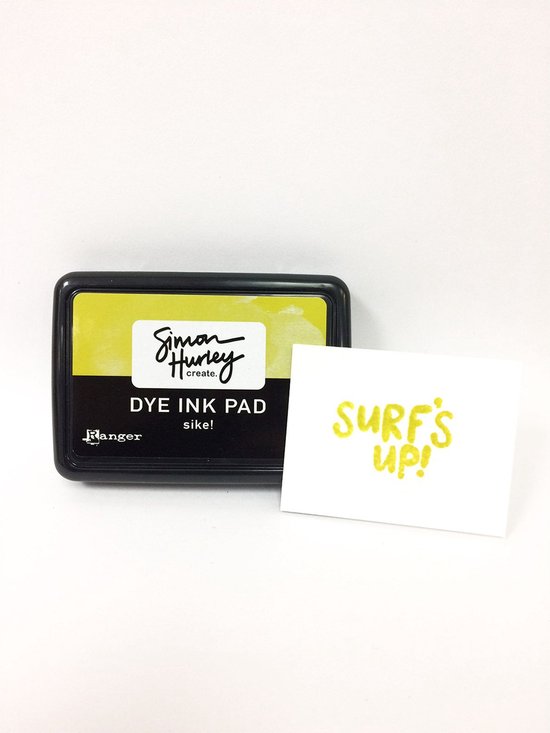 Simon
Hurley
create.
DYE INK PAD
sike!
Ranger
SURF'S
UP!